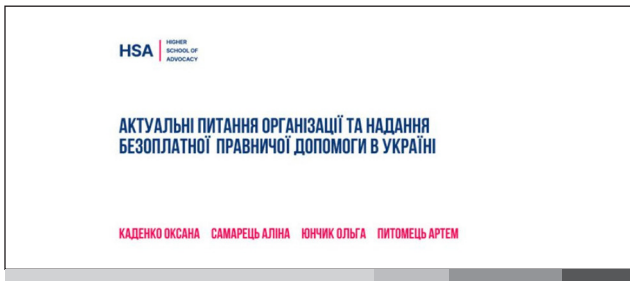 HSA
HIGHER
SCHOOL OF
ADVOCACY
АКТУАЛЬНІ ПИТАННЯ ОРГАНІЗАЦІЇ ТА НАДАННЯ
БЕЗОПЛАТНОЇ ПРАВНИЧОЇ ДОПОМОГИ В УКРАЇНІ
КАДЕНКО ОКСАНА САМАРЕЦЬ АЛІНА ЮНЧИК ОЛЬГА ПИТОМЕЦЬ АРТЕМ